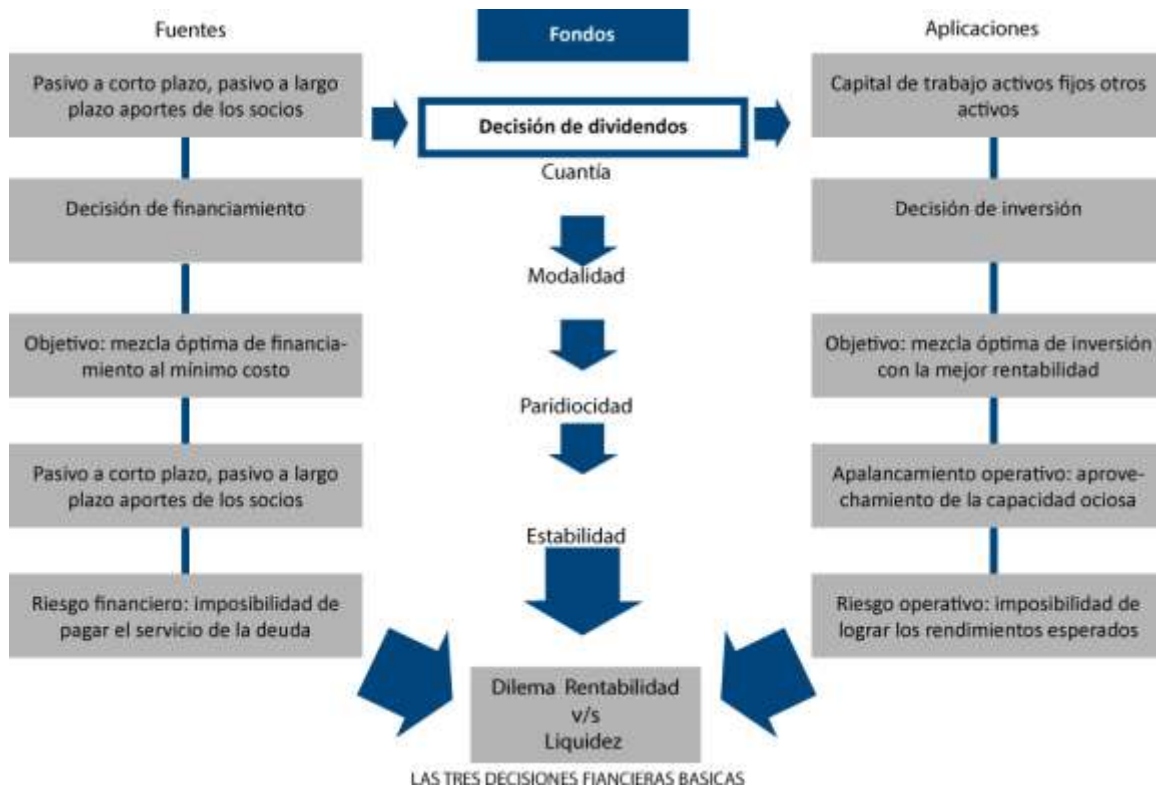 Fuentes
Fondos
Aplicaciones
Pasivo a corto plazo, pasivo a largo
plazo aportes de los socios
Decisión de dividendos
Capital de trabajo activos fijos otros
activos
Cuantía
Decisión de financiamiento
Decisión de inversión
Modalidad
Objetivo: mezcla óptima de financia-
miento al mínimo costo
Objetivo: mezcla óptima de inversión
con la mejor rentabilidad
Paridiocidad
Pasivo a corto plazo, pasivo a largo
plazo aportes de los socios
Apalancamiento operativo: aprove-
chamiento de la capacidad ociosa
Estabilidad
Riesgo financiero: imposibilidad de
pagar el servicio de la deuda
Riesgo operativo: imposibilidad de
lograr los rendimientos esperados
Dilema Rentabilidad
v/s
Liquidez
LAS TRES DECISIONES FIANCIERAS BASICAS